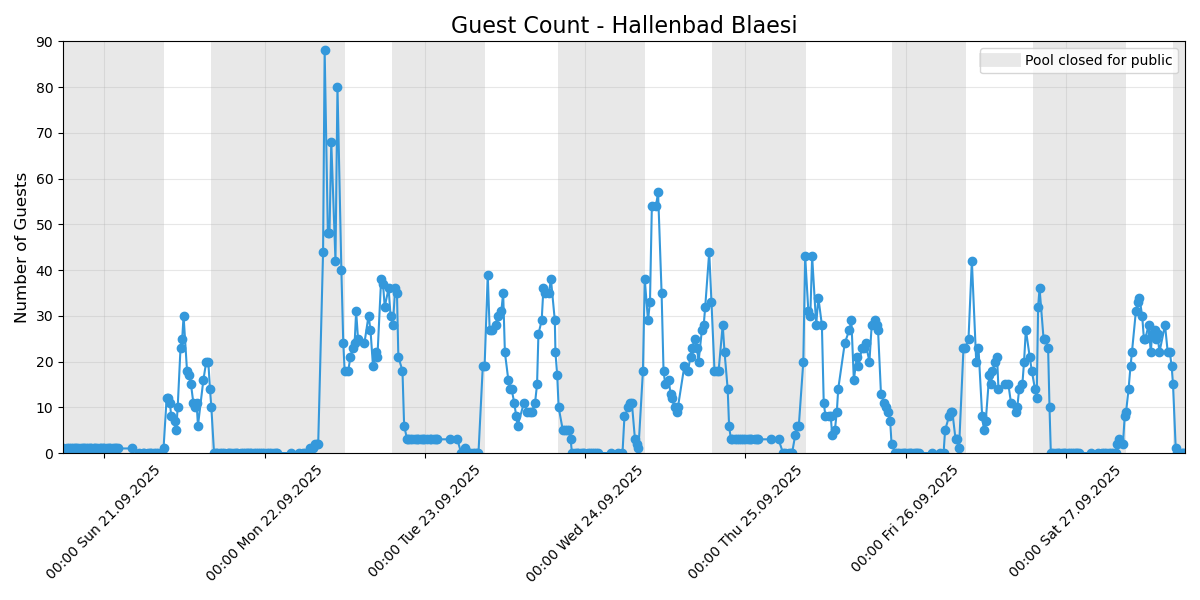 Guest Count - Hallenbad Blaesi
Pool closed for public
Number of Guests
90
80
70
60
50
40
30
20
10
0
00:00 Sun 21.09.2025
00:00 Mon 22.09.2025
00:00 Tue 23.09.2025
00:00 Wed 24.09.2025
00:00 Thu 25.09.2025
00:00 Fri 26.09.2025
00:00 Sat 27.09.2025